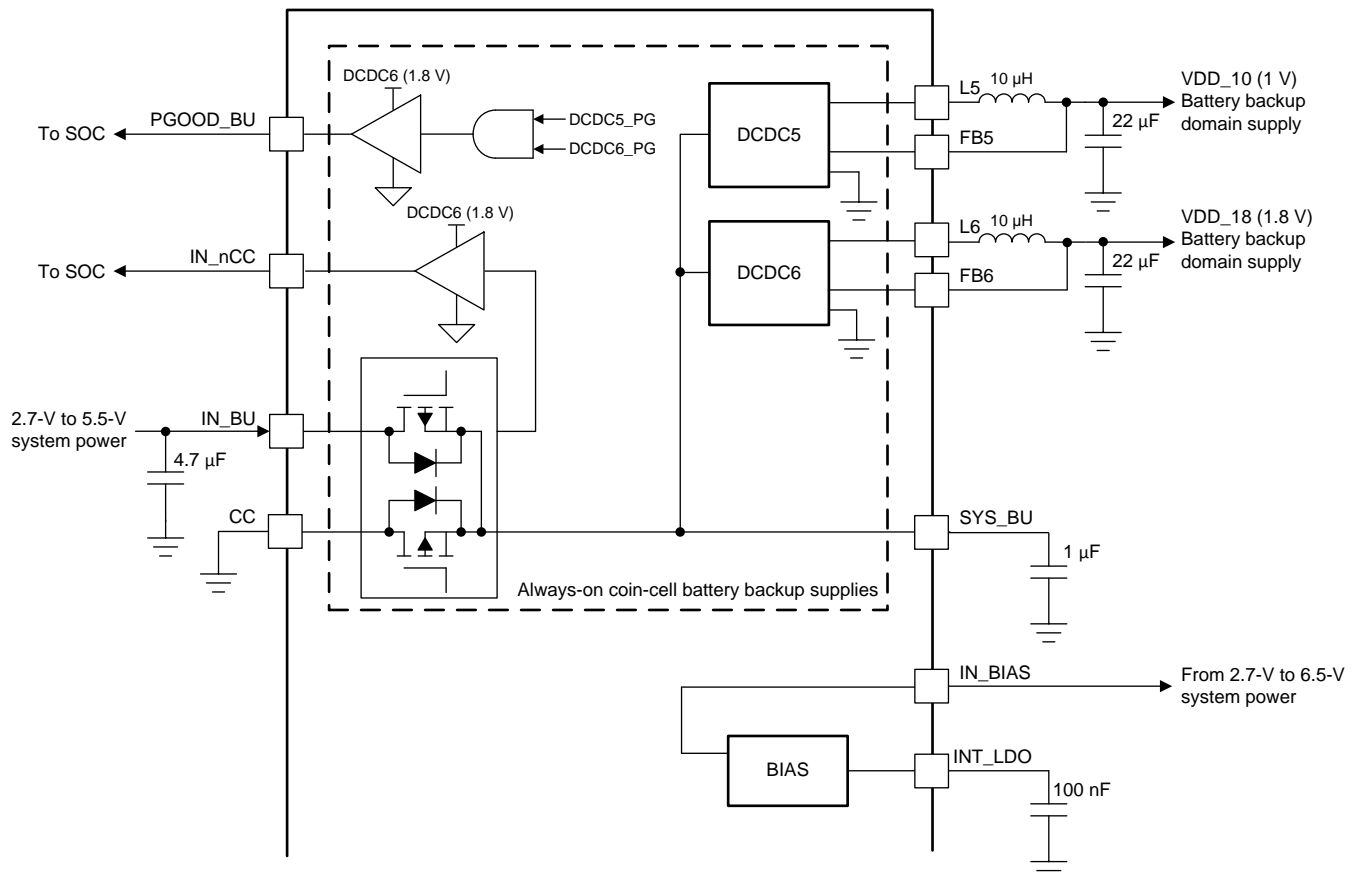 DCDC6 (1.8 V)
PGOOD_BU
To SOC
DCDC5_PG
DCDC6_PG
DCDC6 (1.8 V)
IN_nCC
To SOC
2.7-V to 5.5-V
system power
IN_BU
4.7 µF
CC
Always-on coin-cell battery backup supplies
DCDC5
DCDC6
L5
10 µH
FB5
22 µF
VDD_10 (1 V)
Battery backup
domain supply
L6
10 µH
FB6
22 µF
VDD_18 (1.8 V)
Battery backup
domain supply
SYS_BU
1 µF
IN_BIAS
From 2.7-V to 6.5-V
system power
BIAS
INT_LDO
100 nF